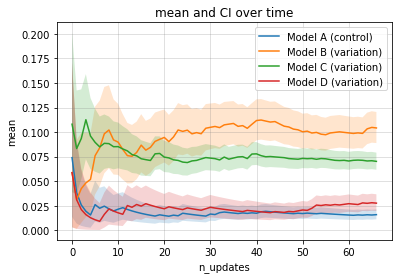 mean and CI over time
Model A (control)
Model B (variation)
Model C (variation)
Model D (variation)
mean
0.200
0.175
0.150
0.125
0.100
0.075
0.050
0.025
0.000
0 10 20 30 40 50 60
n_updates